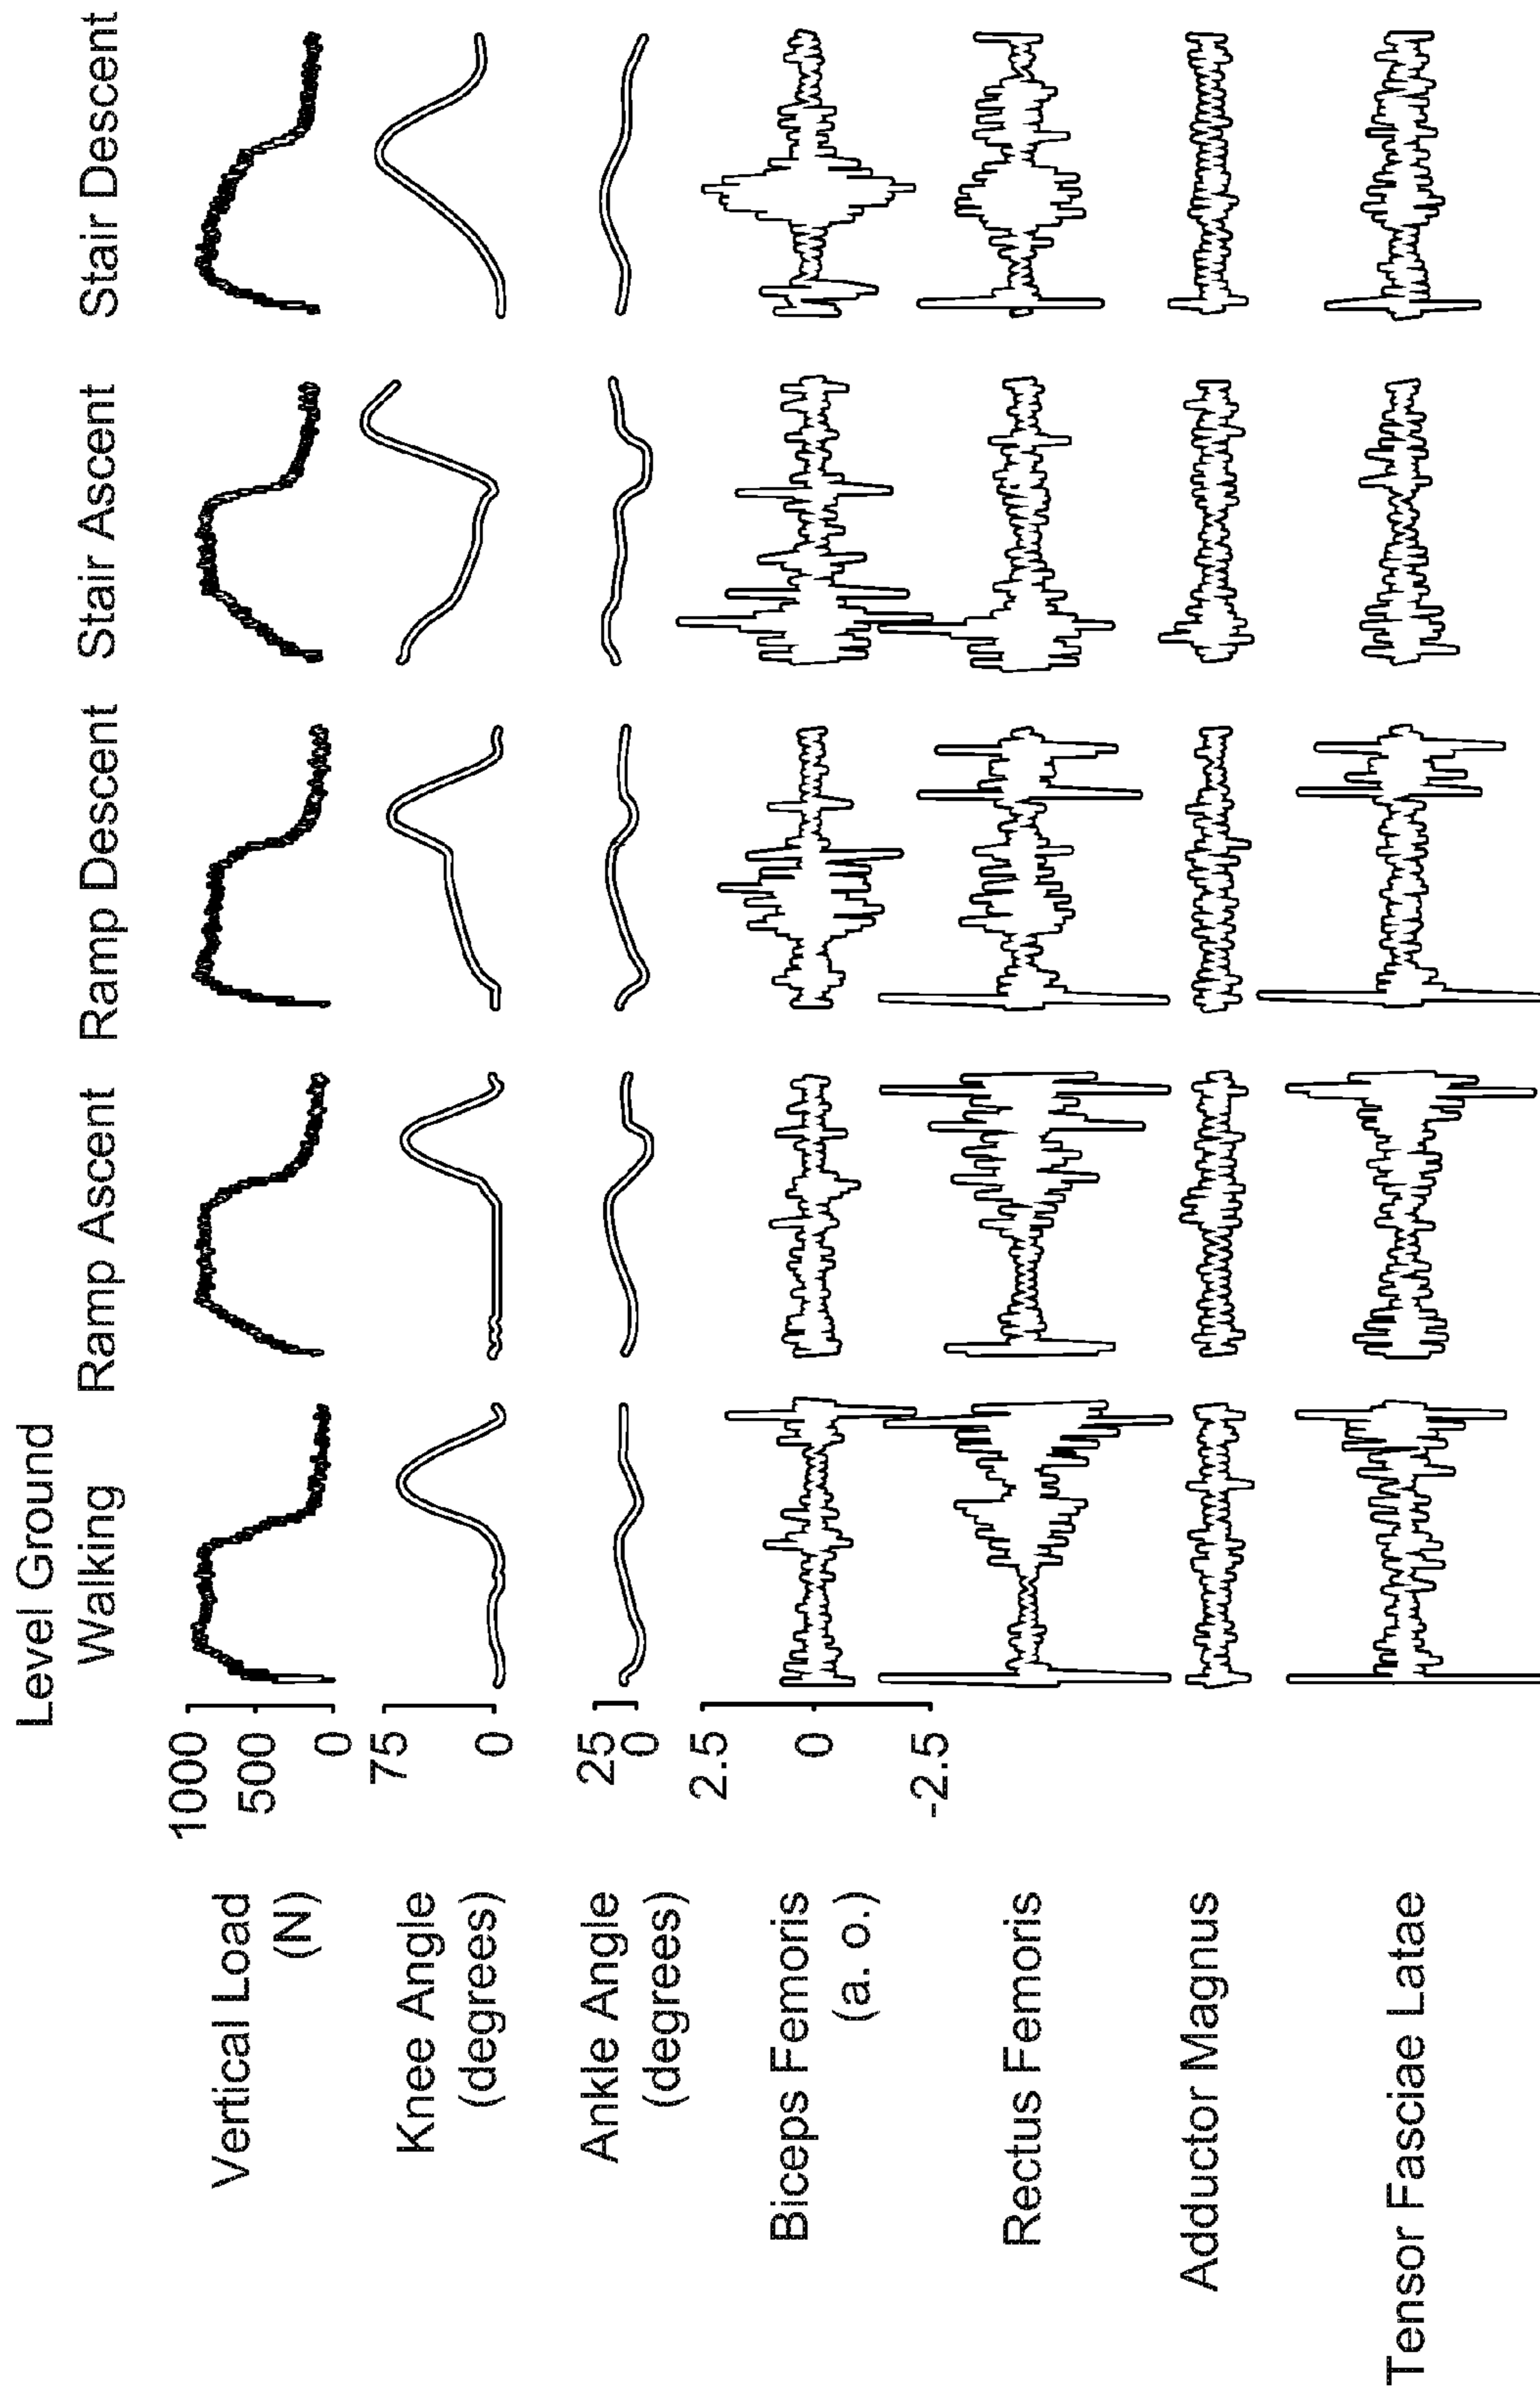 Level Ground
Walking
Ramp Ascent
Ramp Descent
Stair Ascent
Stair Descent
Vertical Load
(N)
1000
500
0
Knee Angle
(degrees)
75
0
Ankle Angle
(degrees)
25
0
Biceps Femoris
(a. o.)
2.5
0
-2.5
Rectus Femoris
Adductor Magnus
Tensor Fasciae Latae